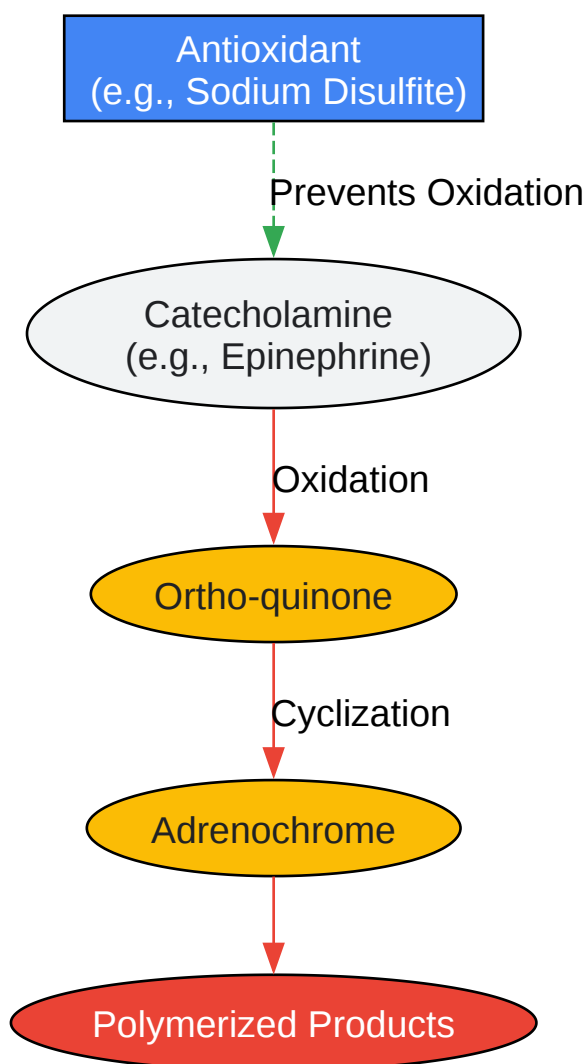 Antioxidant
(e.g., Sodium Disulfite)
Prevents Oxidation
Catecholamine
(e.g., Epinephrine)
Oxidation
Ortho-quinone
Cyclization
Adrenochrome
Polymerized Products